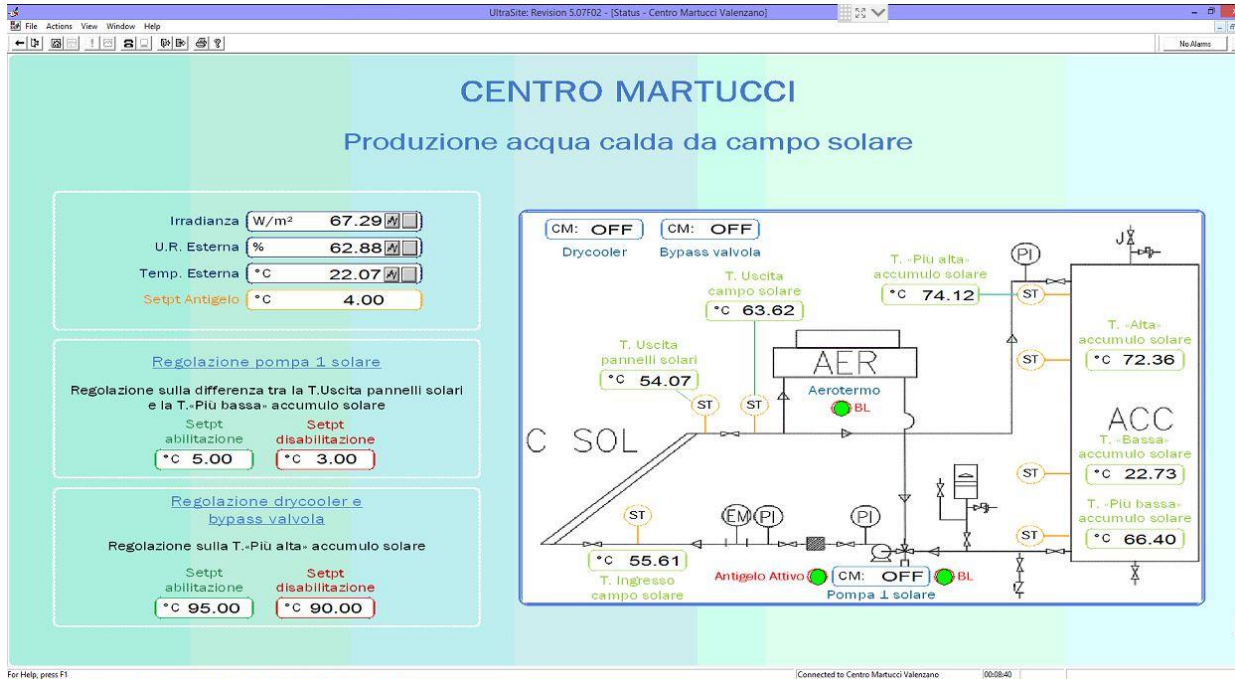 UltraSite: Revision 5.07F02 - [Status - Centro Martucci Valenzano]
File Actions View Window Help
No Alarms
CENTRO MARTUCCI
Produzione acqua calda da campo solare
Irradianza W/m² 67.29
U.R. Esterna % 62.88
Temp. Esterna °C 22.07
Setpt Antigelo °C 4.00
Regolazione pompa 1 solare
Regolazione sulla differenza tra la T.Uscita pannelli solari
e la T.«Più bassa» accumulo solare
Setpt abilitazione
°C 5.00
Setpt disabilitazione
°C 3.00
Regolazione drycooler e
bypass valvola
Regolazione sulla T.«Più alta» accumulo solare
Setpt abilitazione
°C 95.00
Setpt disabilitazione
°C 90.00
CM: OFF
Drycooler
CM: OFF
Bypass valvola
T. Uscita
campo solare
°C 63.62
T. «Più alta»
accumulo solare
°C 74.12
PI
ST
T. Uscita
pannelli solari
°C 54.07
ST
ST
AER
Aerotermo
BL
T. «Alta»
accumulo solare
°C 72.36
ST
C SOL
ACC
T. «Bassa»
accumulo solare
°C 22.73
ST
T. «Più bassa»
accumulo solare
°C 66.40
ST
ST
EM
PI
PI
°C 55.61
T. Ingresso
campo solare
Antigelo Attivo
CM: OFF
BL
Pompa 1 solare
For Help, press F1
Connected to Centro Martucci Valenzano
00:08:40